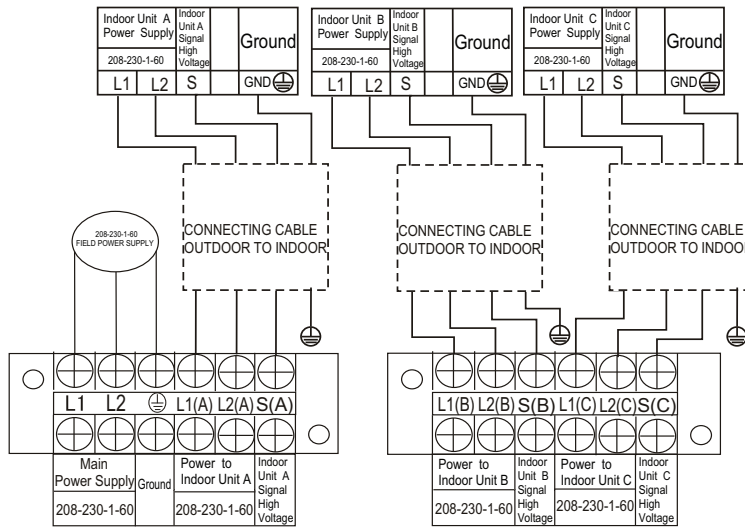 Indoor Unit A
Power Supply
208-230-1-60
Indoor
Unit A
Signal
High
Voltage
Ground
L1 L2 S GND
Indoor Unit B
Power Supply
208-230-1-60
Indoor
Unit B
Signal
High
Voltage
Ground
L1 L2 S GND
Indoor Unit C
Power Supply
208-230-1-60
Indoor
Unit C
Signal
High
Voltage
Ground
L1 L2 S GND
208-230-1-60
FIELD POWER SUPPLY
CONNECTING CABLE
OUTDOOR TO INDOOR
CONNECTING CABLE
OUTDOOR TO INDOOR
CONNECTING CABLE
OUTDOOR TO INDOOR
L1 L2 L1(A) L2(A) S(A)
Main
Power Supply
208-230-1-60
Ground
Power to
Indoor Unit A
208-230-1-60
Indoor
Unit A
Signal
High
Voltage
L1(B) L2(B) S(B) L1(C) L2(C) S(C)
Power to
Indoor Unit B
208-230-1-60
Indoor
Unit B
Signal
High
Voltage
Power to
Indoor Unit C
208-230-1-60
Indoor
Unit C
Signal
High
Voltage